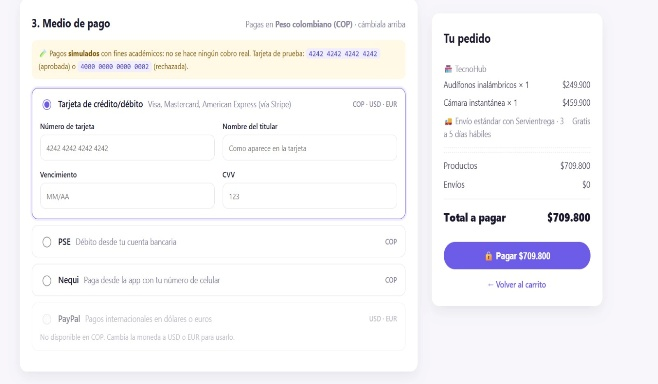 3. Medio de pago
Pagas en Peso colombiano (COP) · cámbiala arriba
🧪 Pagos simulados con fines académicos: no se hace ningún cobro real. Tarjeta de prueba: 4242 4242 4242 4242
(aprobada) o 4000 0000 0000 0002 (rechazada).
Tarjeta de crédito/débito Visa, Mastercard, American Express (vía Stripe) COP · USD · EUR
Número de tarjeta
Nombre del titular
4242 4242 4242 4242
Como aparece en la tarjeta
Vencimiento
CVV
MM/AA
123
PSE Débito desde tu cuenta bancaria COP
Nequi Paga desde la app con tu número de celular COP
PayPal Pagos internacionales en dólares o euros USD · EUR
No disponible en COP. Cambia la moneda a USD o EUR para usarlo.
Tu pedido
TecnoHub
Audífonos inalámbricos × 1 $249.900
Cámara instantánea × 1 $459.900
🚚 Envío estándar con Servientrega · 3 Gratis
a 5 días hábiles
Productos $709.800
Envíos $0
Total a pagar $709.800
🔒 Pagar $709.800
← Volver al carrito